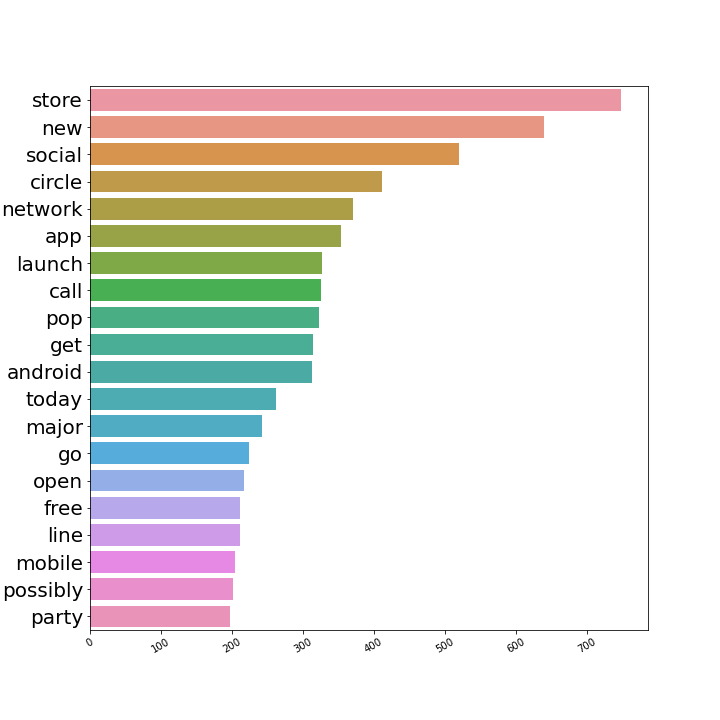 store
new
social
circle
network
app
launch
call
pop
get
android
today
major
go
open
free
line
mobile
possibly
party
0 100 200 300 400 500 600 700